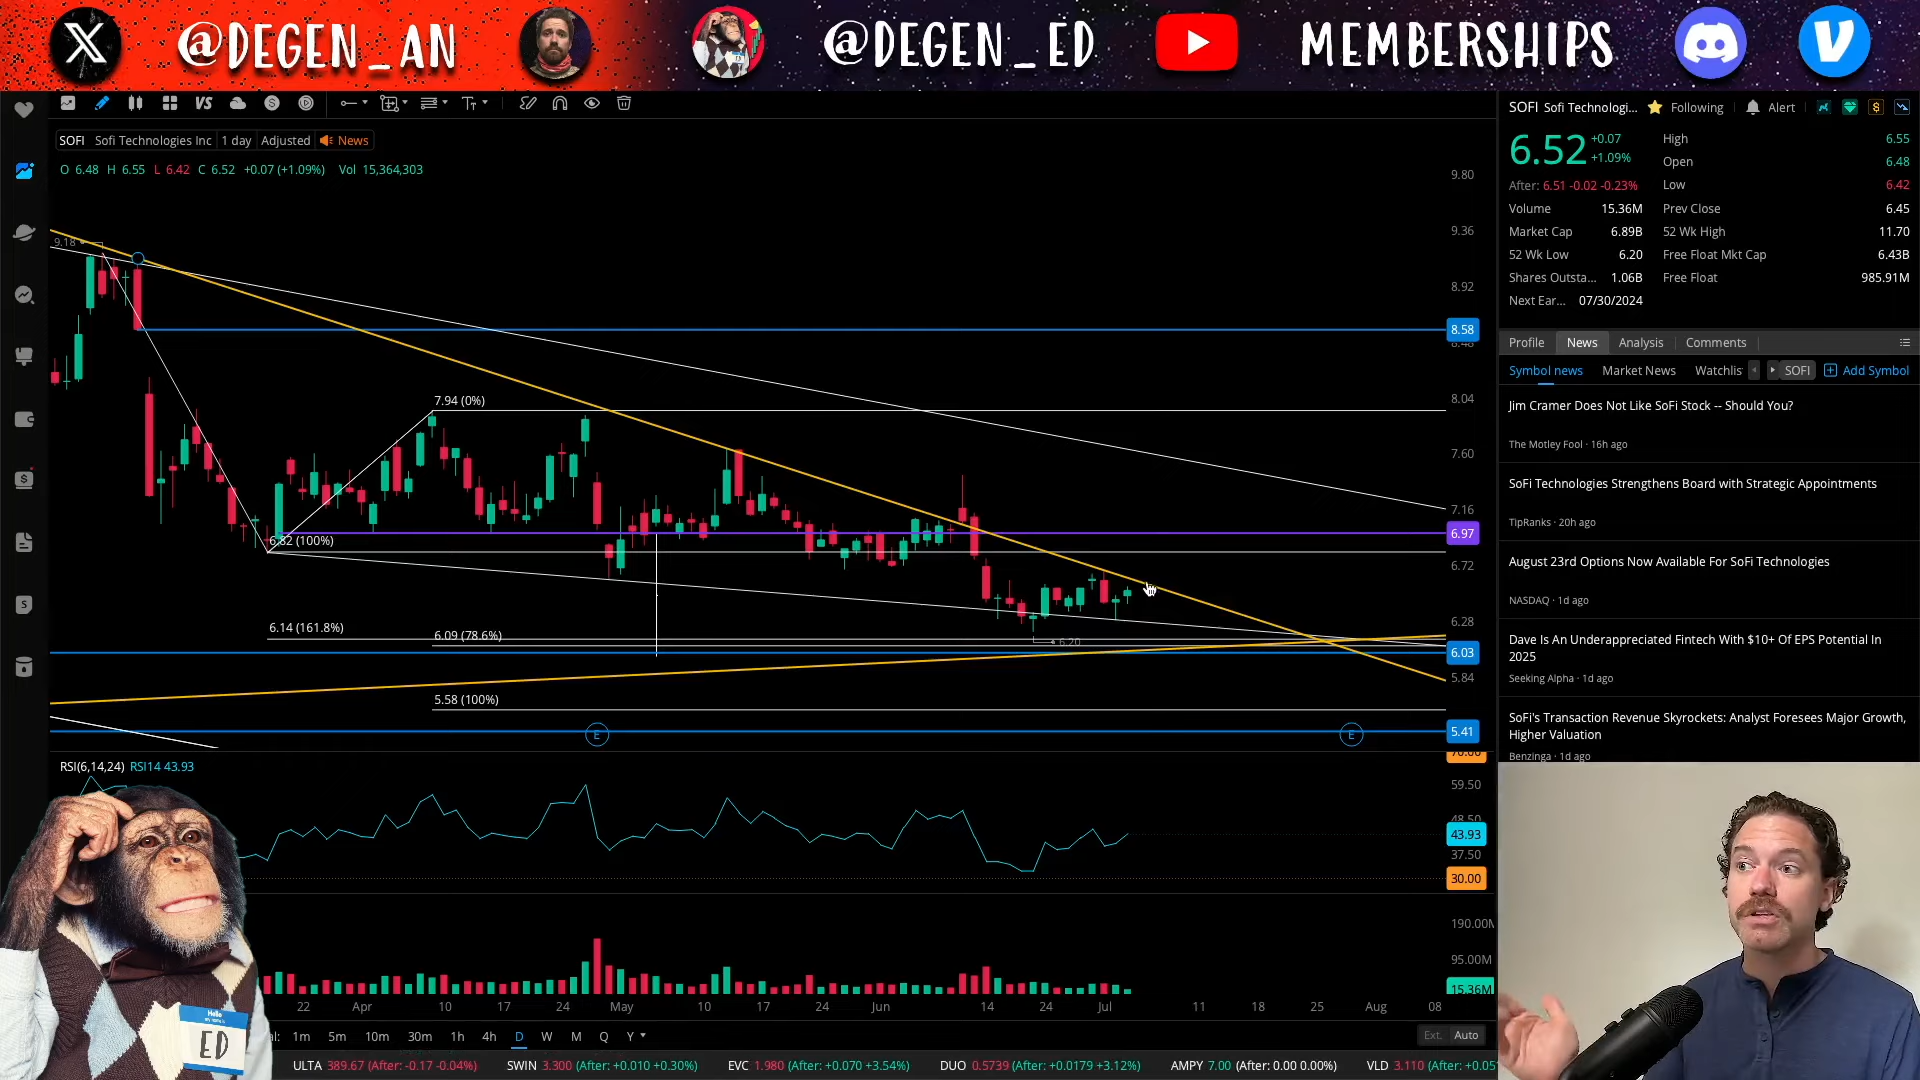 @DEGEN_AN @DEGEN_ED MEMBERSHIPS
VS
SOFI Sofi Technologies Inc 1 day Adjusted News
O 6.48 H 6.55 L 6.42 C 6.52 +0.07 (+1.09%) Vol 15,364,303
9.80
9.36
9.18
8.92
8.58
8.04
7.94 (0%)
7.60
7.16
6.97
6.82 (100%)
6.72
6.28
6.14 (161.8%)
6.09 (78.6%)
6.20
6.03
5.84
5.58 (100%)
5.41
E
E
RSI(6,14,24) RSI14 43.93
70.00
59.50
48.50
43.93
37.50
30.00
190.00M
95.00M
15.36M
22 Apr 10 17 24 May 10 17 24 Jun 14 24 Jul 11 18 25 Aug 08
1m 5m 10m 30m 1h 4h D W M Q Y
Ext. Auto
ULTA 389.67 (After: -0.17 -0.04%) SWIN 3.300 (After: +0.010 +0.30%) EVC 1.980 (After: +0.070 +3.54%) DUO 0.5739 (After: +0.0179 +3.12%) AMPY 7.00 (After: 0.00 0.00%) VLD 3.110 (After: +0.05
Hello
ED
SOFI Sofi Technologi... Following Alert
6.52 +0.07 +1.09%
After: 6.51 -0.02 -0.23%
High 6.55
Open 6.48
Low 6.42
Volume 15.36M Prev Close 6.45
Market Cap 6.89B 52 Wk High 11.70
52 Wk Low 6.20 Free Float Mkt Cap 6.43B
Shares Outsta... 1.06B Free Float 985.91M
Next Ear... 07/30/2024
Profile News Analysis Comments
Symbol news Market News Watchlis SOFI Add Symbol
Jim Cramer Does Not Like SoFi Stock -- Should You?
The Motley Fool · 16h ago
SoFi Technologies Strengthens Board with Strategic Appointments
TipRanks · 20h ago
August 23rd Options Now Available For SoFi Technologies
NASDAQ · 1d ago
Dave Is An Underappreciated Fintech With $10+ Of EPS Potential In
2025
Seeking Alpha · 1d ago
SoFi's Transaction Revenue Skyrockets: Analyst Foresees Major Growth,
Higher Valuation
Benzinga · 1d ago